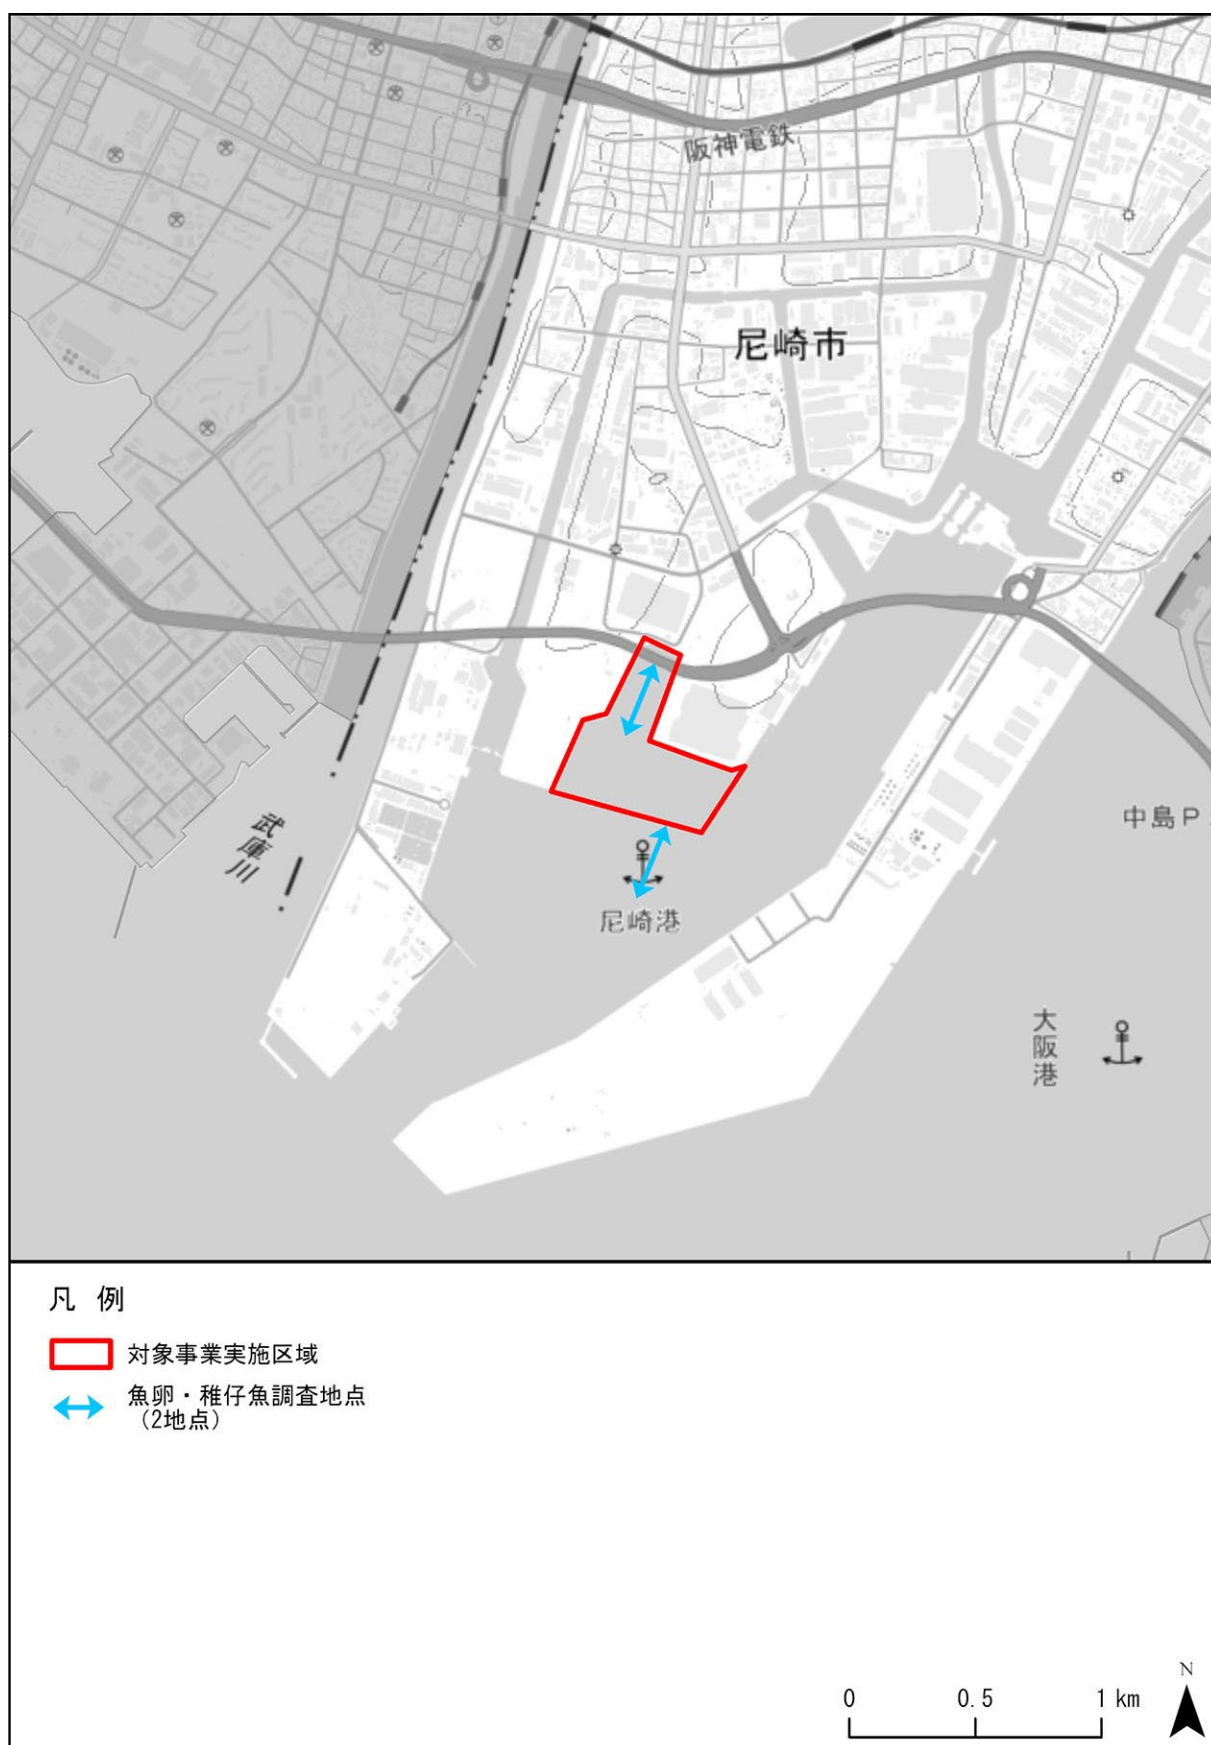 阪神電鉄
尼崎市
中島P
武庫川
尼崎港
大阪港
凡 例
対象事業実施区域
魚卵・稚仔魚調査地点
（2地点）
0 0.5 1 km
N